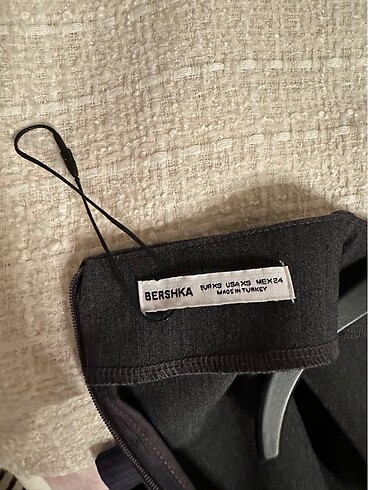 BERSHKA
EUR XS USA XS MEX 24
MADE IN TURKEY